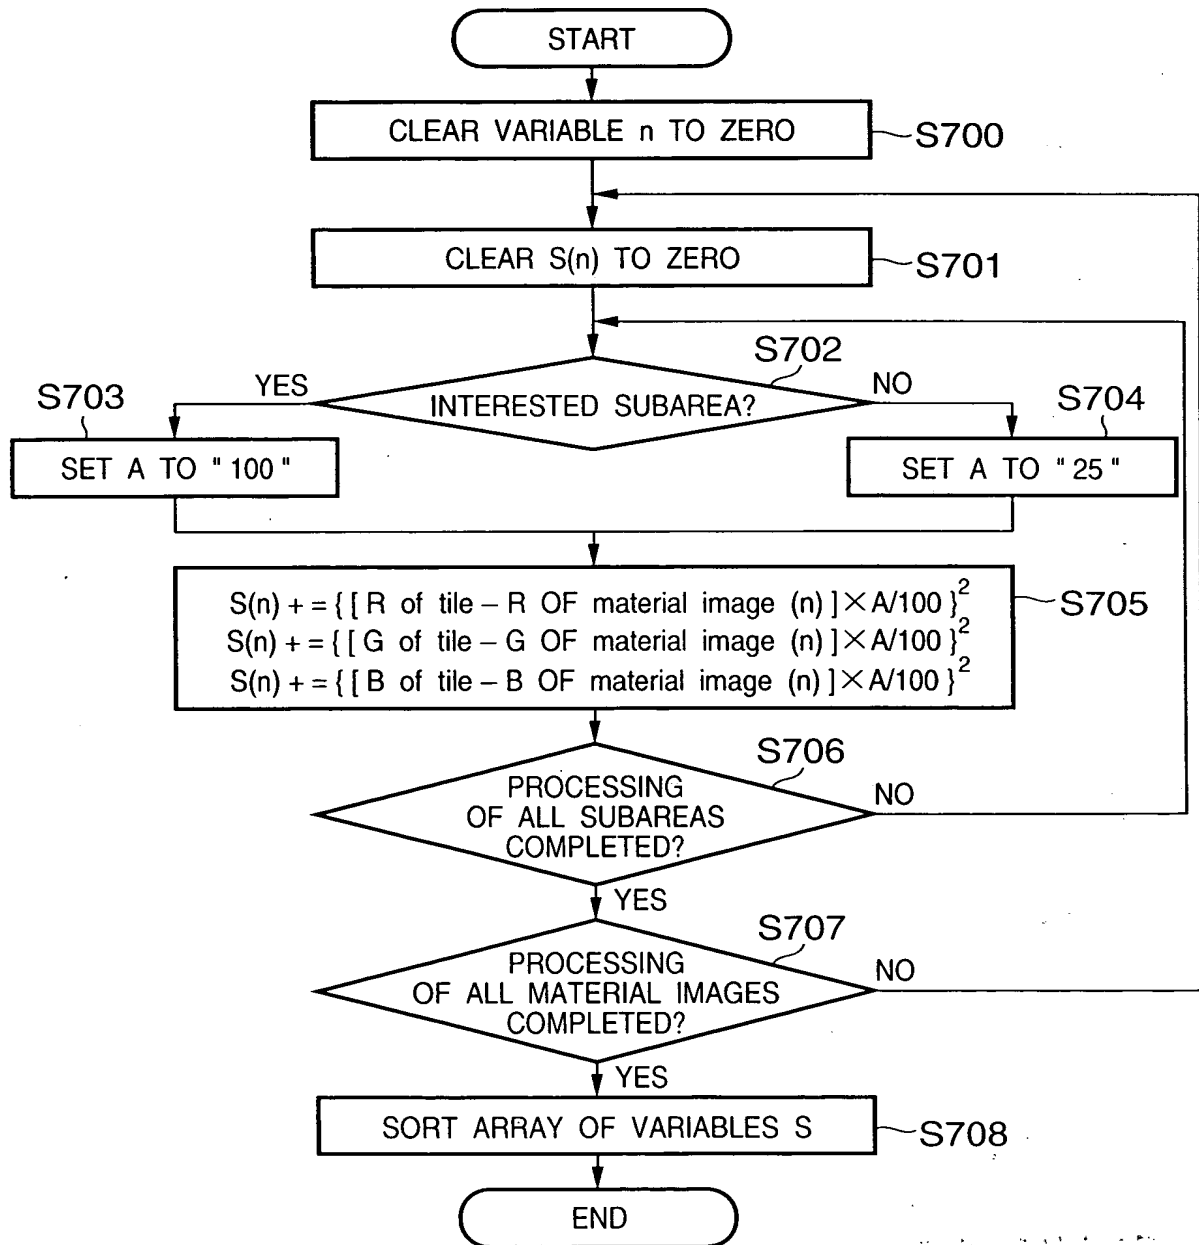 START
CLEAR VARIABLE n TO ZERO
S700
CLEAR S(n) TO ZERO
S701
S702
YES
INTERESTED SUBAREA?
NO
S703
SET A TO " 100 "
S704
SET A TO " 25 "
S(n) + = { [ R of tile – R OF material image (n) ] × A/100 }²
S(n) + = { [ G of tile – G OF material image (n) ] × A/100 }²
S(n) + = { [ B of tile – B OF material image (n) ] × A/100 }²
S705
S706
PROCESSING
OF ALL SUBAREAS
COMPLETED?
NO
YES
S707
PROCESSING
OF ALL MATERIAL IMAGES
COMPLETED?
NO
YES
SORT ARRAY OF VARIABLES S
S708
END